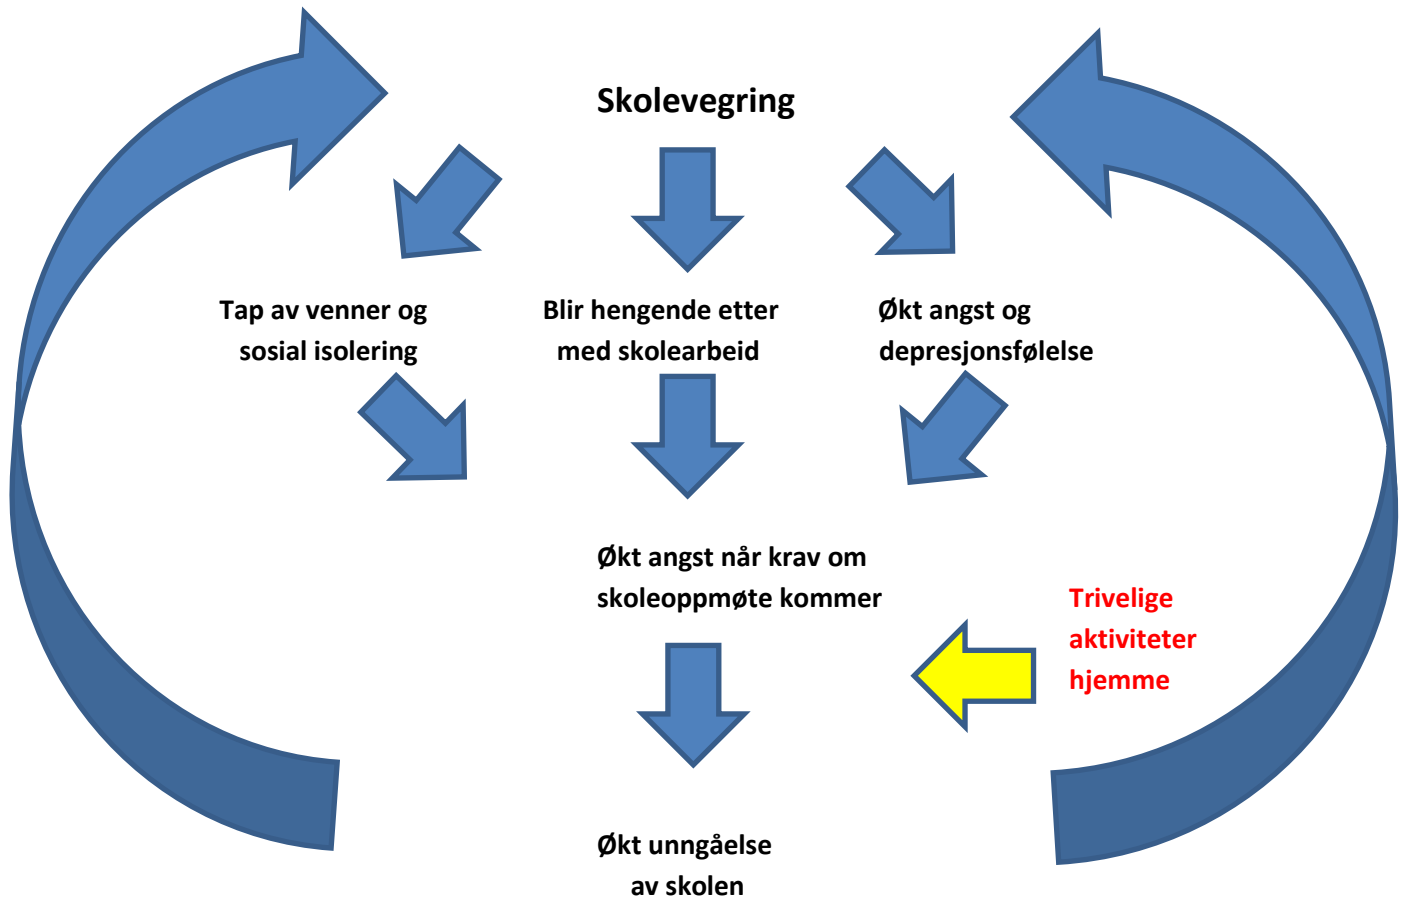 Skolevegring
Tap av venner og
sosial isolering
Blir hengende etter
med skolearbeid
Økt angst og
depresjonsfølelse
Økt angst når krav om
skoleoppmøte kommer
Trivelige
aktiviteter
hjemme
Økt unngåelse
av skolen